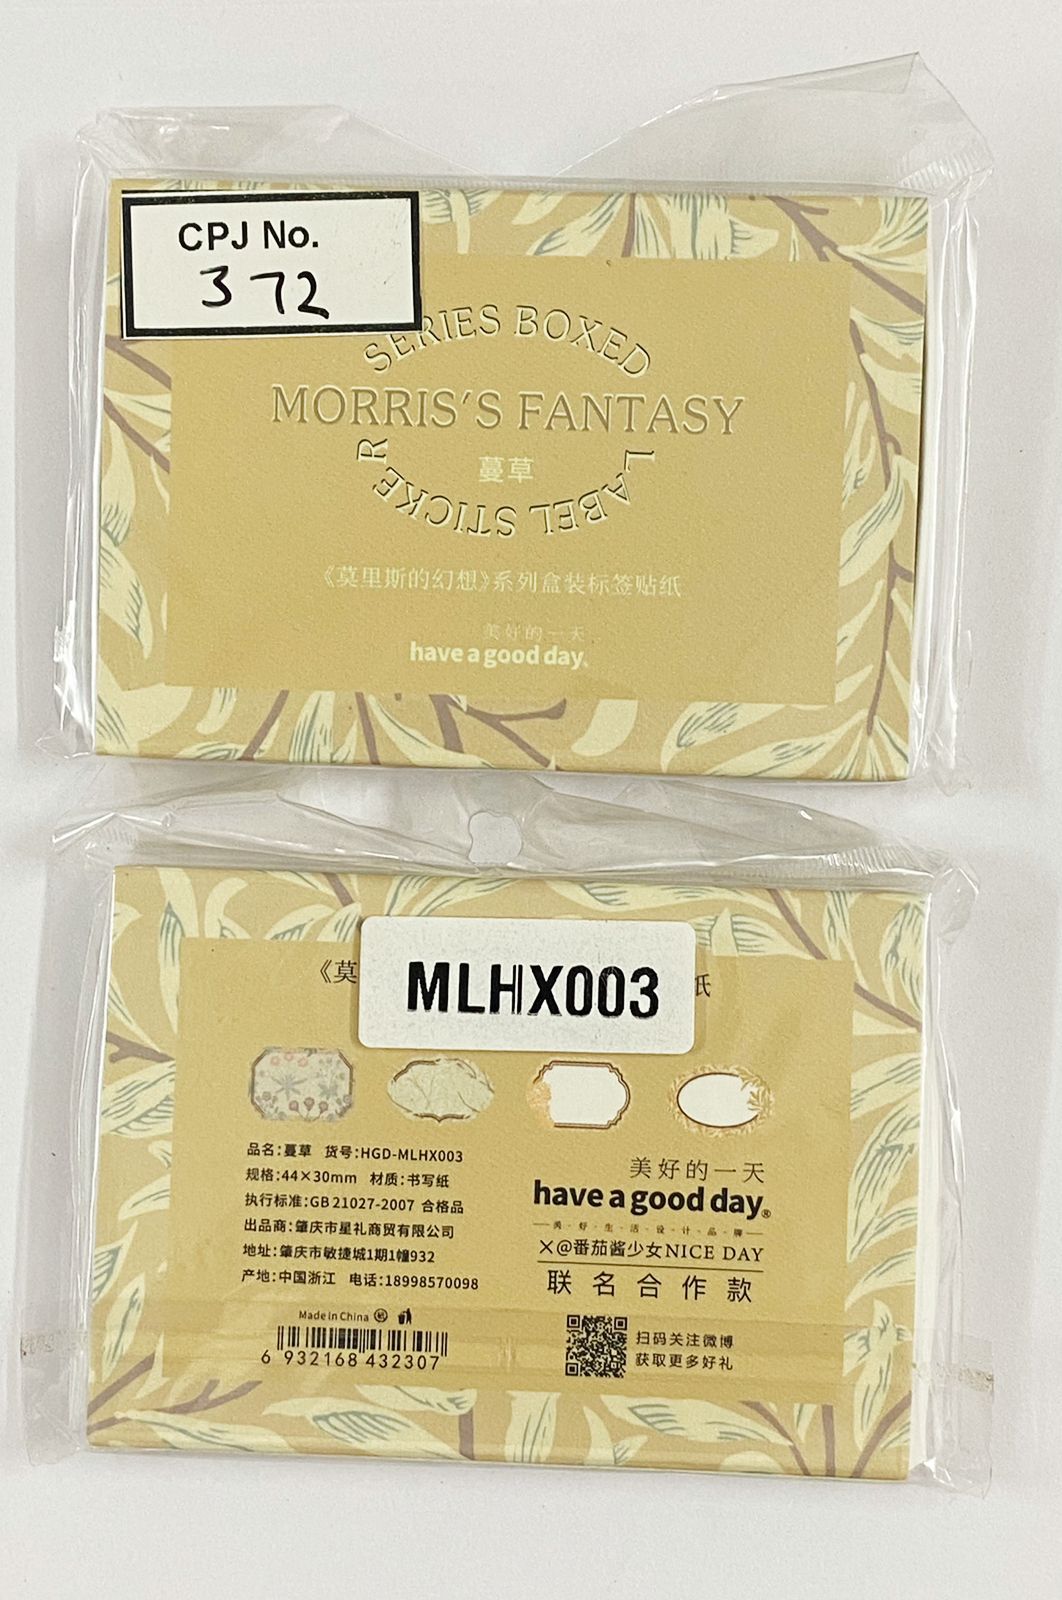 CPJ No.
372
SERIES BOXED
MORRIS'S FANTASY
蔓草
LABEL STICKER
《莫里斯的幻想》系列盒装标签贴纸
美好的一天
have a good day®
MLHX003
《莫
纸
品名:蔓草 货号:HGD-MLHX003
规格:44×30mm 材质:书写纸
执行标准:GB 21027-2007 合格品
出品商:肇庆市星礼商贸有限公司
地址:肇庆市敏捷城1期1幢932
产地:中国浙江 电话:18998570098
Made in China
6 932168 432307
美好的一天
have a good day®
美·好·生·活·设·计·品·牌
×@番茄酱少女NICE DAY
联名合作款
扫码关注微博
获取更多好礼